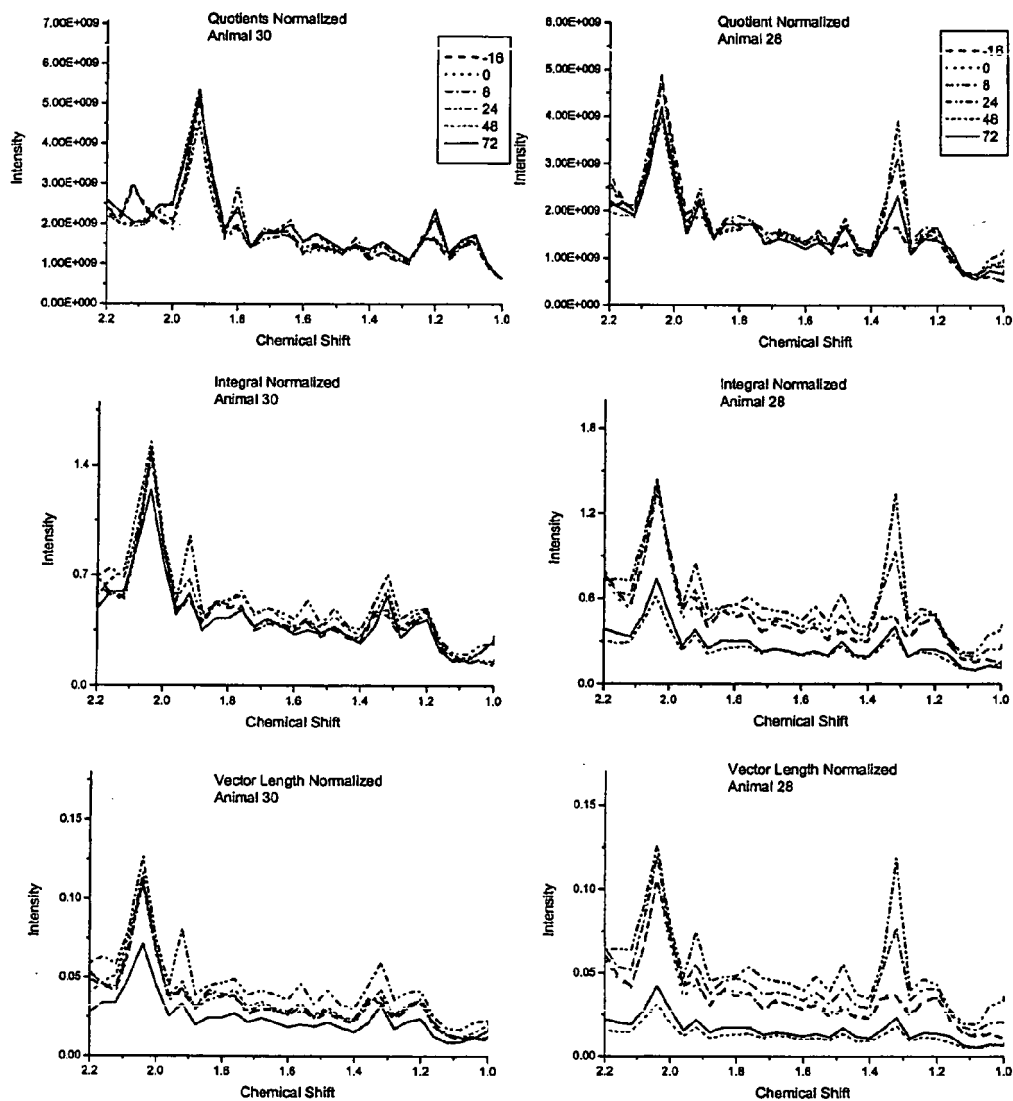 Quotients Normalized
Animal 30
7.00E+009
6.00E+009
5.00E+009
4.00E+009
3.00E+009
2.00E+009
1.00E+009
0.00E+000
Intensity
2.2 2.0 1.8 1.6 1.4 1.2 1.0
Chemical Shift
-16
0
8
24
48
72
Quotient Normalized
Animal 28
6.00E+009
5.00E+009
4.00E+009
3.00E+009
2.00E+009
1.00E+009
0.00E+000
Intensity
2.2 2.0 1.8 1.6 1.4 1.2 1.0
Chemical Shift
-16
0
8
24
48
72
Integral Normalized
Animal 30
1.4
0.7
0.0
Intensity
2.2 2.0 1.8 1.6 1.4 1.2 1.0
Chemical Shift
Integral Normalized
Animal 28
1.8
1.2
0.6
0.0
Intensity
2.2 2.0 1.8 1.6 1.4 1.2 1.0
Chemical Shift
Vector Length Normalized
Animal 30
0.15
0.10
0.05
0.00
Intensity
2.2 2.0 1.8 1.6 1.4 1.2 1.0
Chemical Shift
Vector Length Normalized
Animal 28
0.15
0.10
0.05
0.00
Intensity
2.2 2.0 1.8 1.6 1.4 1.2 1.0
Chemical Shift